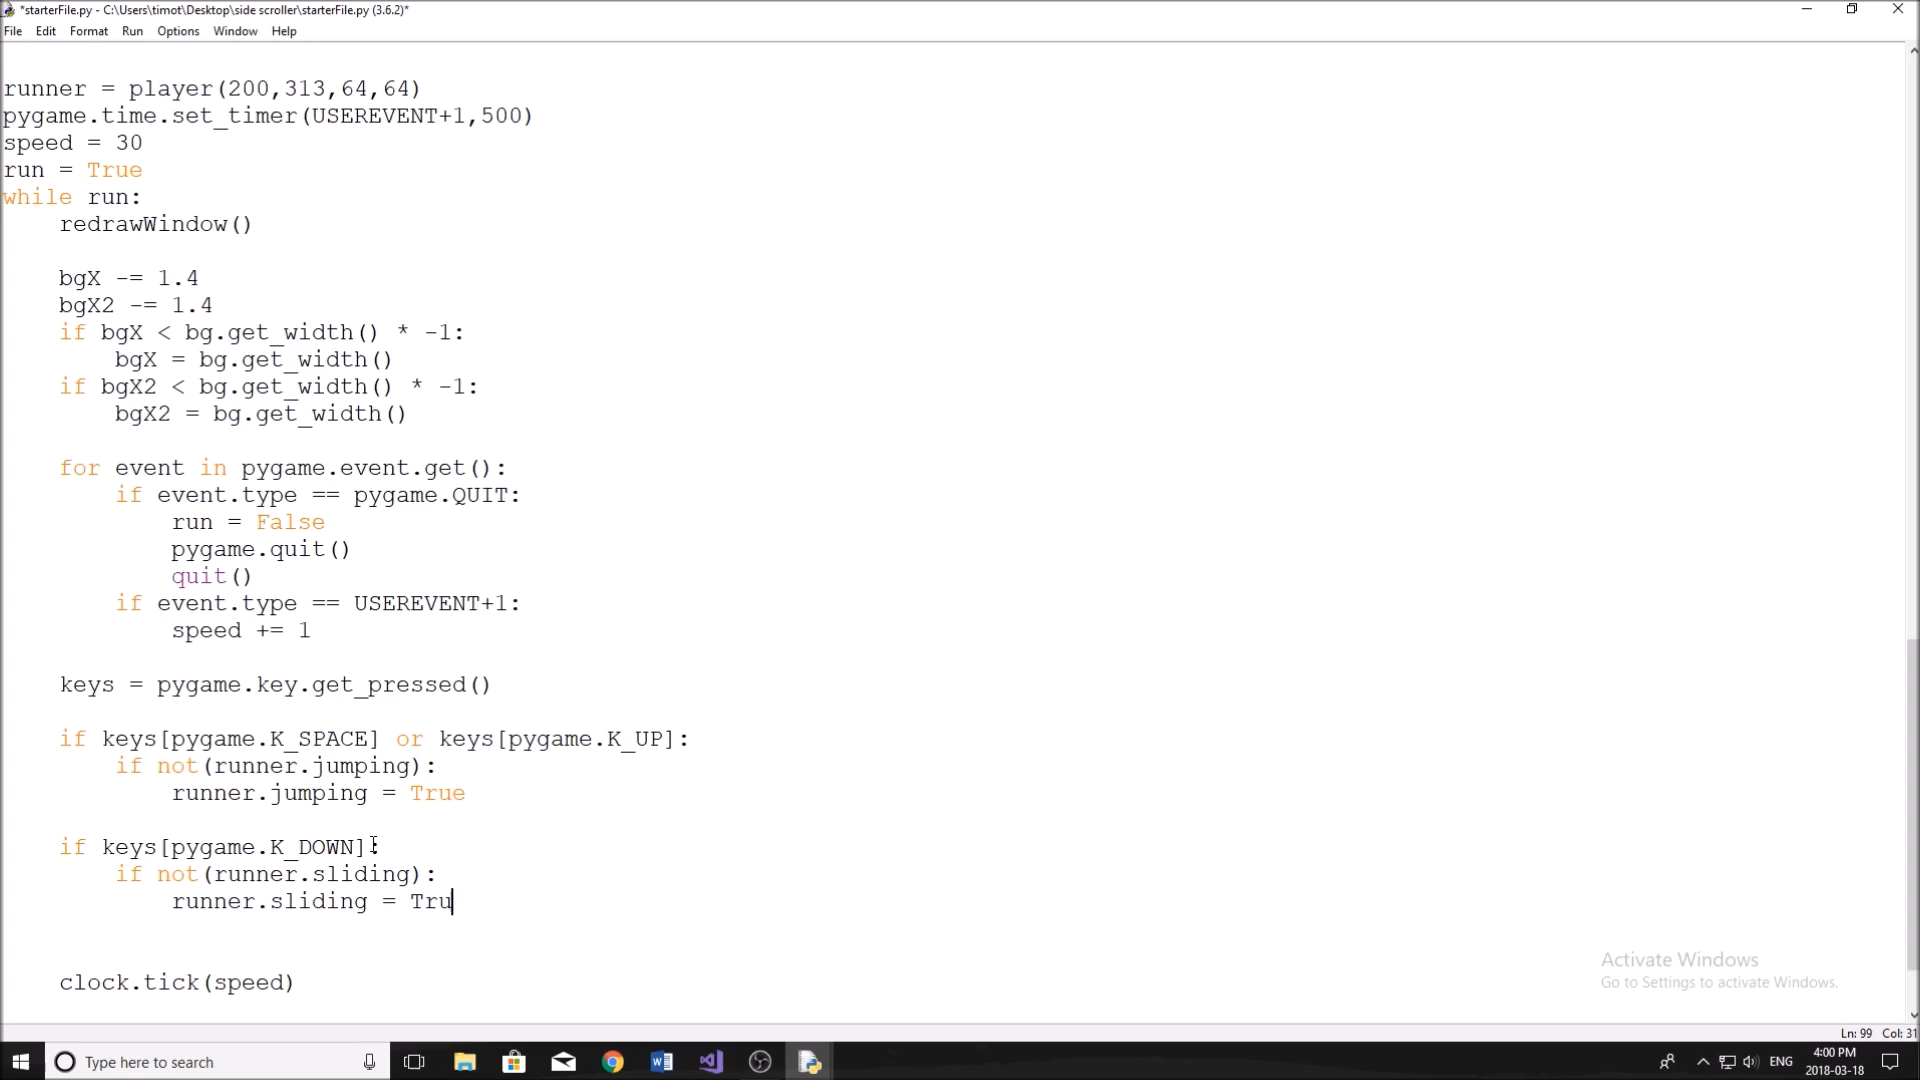 *starterFile.py - C:\Users\timot\Desktop\side scroller\starterFile.py (3.6.2)*
File Edit Format Run Options Window Help
runner = player(200,313,64,64)
pygame.time.set_timer(USEREVENT+1,500)
speed = 30
run = True
while run:
    redrawWindow()
    bgX -= 1.4
    bgX2 -= 1.4
    if bgX < bg.get_width() * -1:
        bgX = bg.get_width()
    if bgX2 < bg.get_width() * -1:
        bgX2 = bg.get_width()
    for event in pygame.event.get():
        if event.type == pygame.QUIT:
            run = False
            pygame.quit()
            quit()
        if event.type == USEREVENT+1:
            speed += 1
    keys = pygame.key.get_pressed()
    if keys[pygame.K_SPACE] or keys[pygame.K_UP]:
        if not(runner.jumping):
            runner.jumping = True
    if keys[pygame.K_DOWN]:
        if not(runner.sliding):
            runner.sliding = Tru
    clock.tick(speed)
Activate Windows
Go to Settings to activate Windows.
Ln: 99 Col: 31
Type here to search
ENG
4:00 PM
2018-03-18